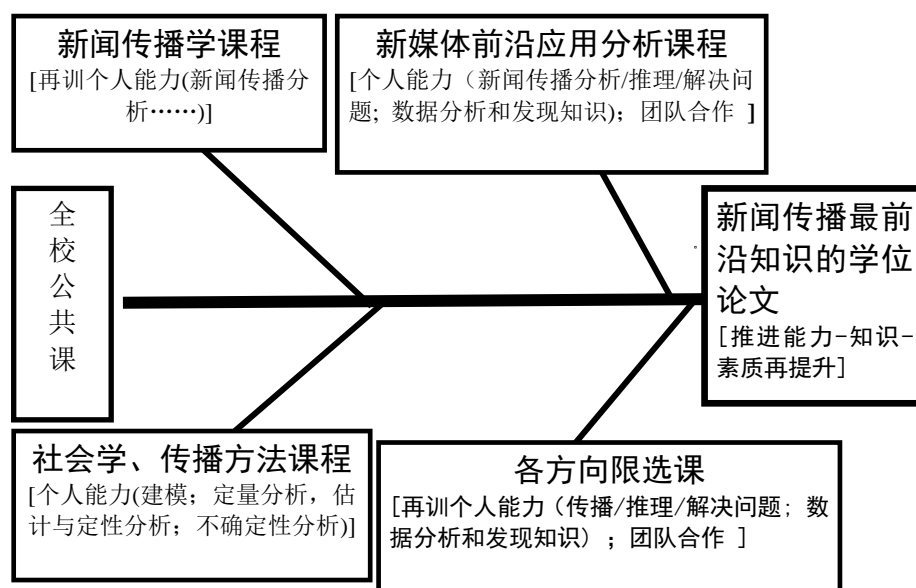 新闻传播学课程
[再训个人能力(新闻传播分
析……)]
新媒体前沿应用分析课程
[个人能力（新闻传播分析/推理/解决问
题; 数据分析和发现知识)；团队合作 ]
全
校
公
共
课
新闻传播最前
沿知识的学位
论文
[推进能力-知识-
素质再提升]
社会学、传播方法课程
[个人能力(建模；定量分析，估
计与定性分析；不确定性分析)]
各方向限选课
[再训个人能力（传播/推理/解决问题; 数
据分析和发现知识）；团队合作 ]